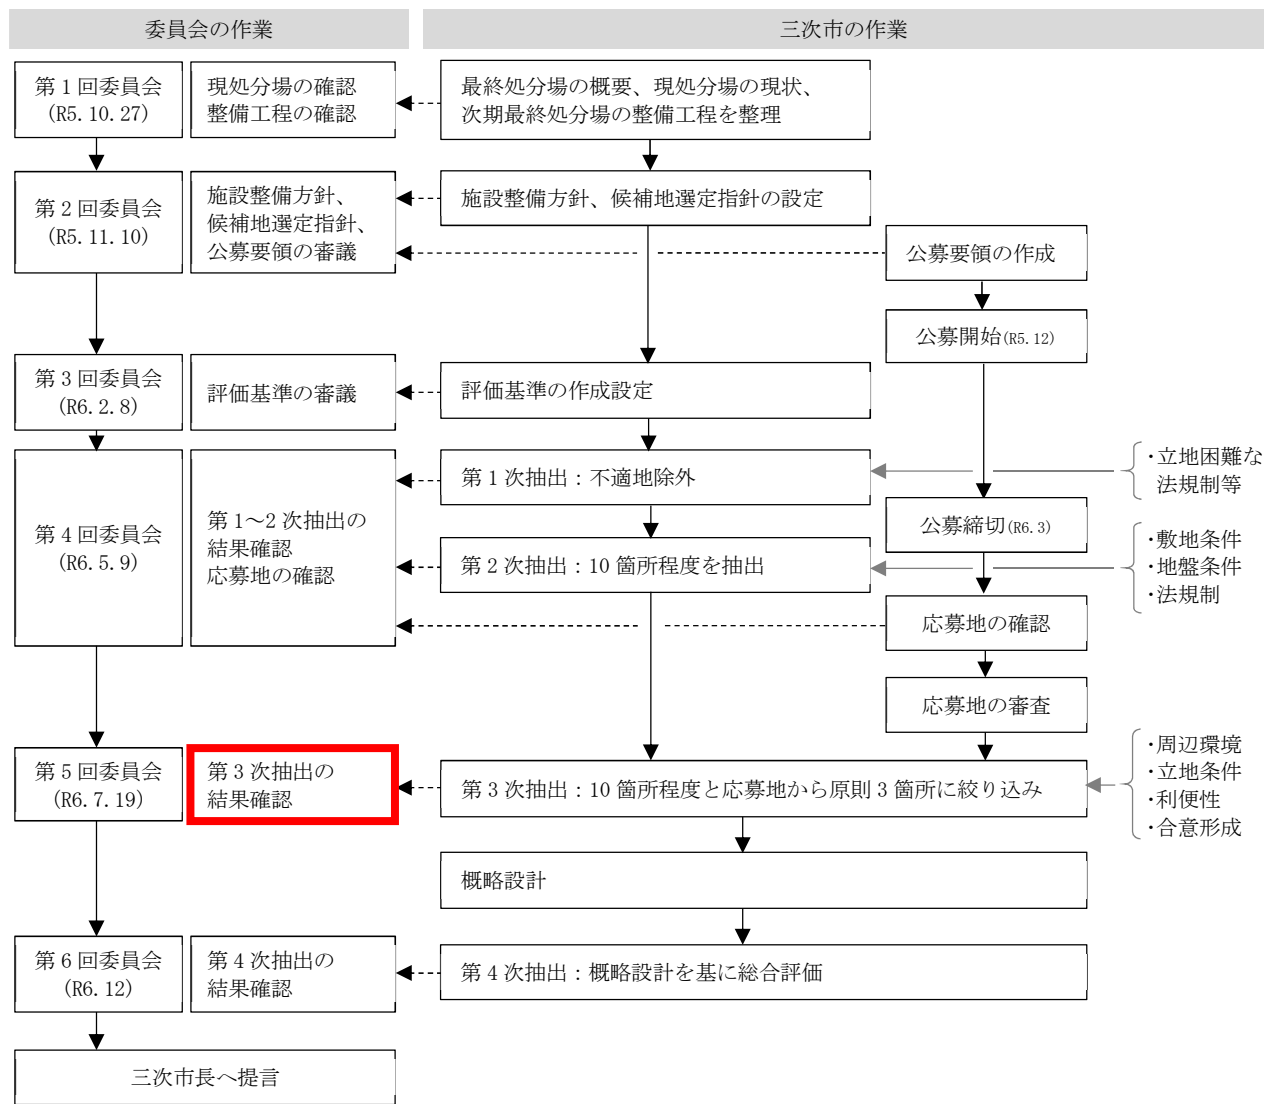 委員会の作業
三次市の作業
第1回委員会
(R5.10.27)
現処分場の確認
整備工程の確認
最終処分場の概要、現処分場の現状、
次期最終処分場の整備工程を整理
第2回委員会
(R5.11.10)
施設整備方針、
候補地選定指針、
公募要領の審議
施設整備方針、候補地選定指針の設定
公募要領の作成
公募開始(R5.12)
第3回委員会
(R6.2.8)
評価基準の審議
評価基準の作成設定
第4回委員会
(R6.5.9)
第1～2次抽出の
結果確認
応募地の確認
第1次抽出：不適地除外
・立地困難な
法規制等
公募締切(R6.3)
第2次抽出：10箇所程度を抽出
・敷地条件
・地盤条件
・法規制
応募地の確認
応募地の審査
第5回委員会
(R6.7.19)
第3次抽出の
結果確認
第3次抽出：10箇所程度と応募地から原則3箇所に絞り込み
・周辺環境
・立地条件
・利便性
・合意形成
概略設計
第6回委員会
(R6.12)
第4次抽出の
結果確認
第4次抽出：概略設計を基に総合評価
三次市長へ提言